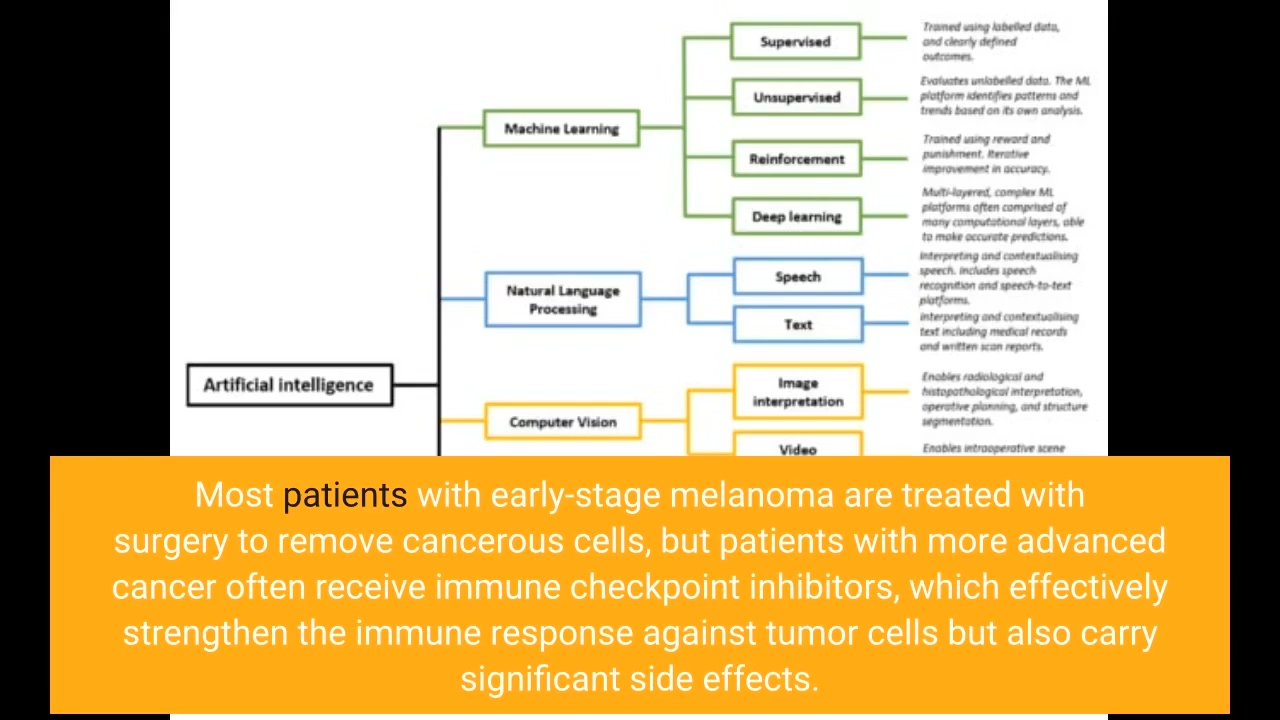 Supervised
Trained using labelled data,
and clearly defined
outcomes.
Unsupervised
Evaluates unlabelled data. The ML
platform identifies patterns and
trends based on its own analysis.
Machine Learning
Reinforcement
Trained using reward and
punishment. Iterative
improvement in accuracy.
Deep learning
Multi-layered, complex ML
platforms often comprised of
many computational layers, able
to make accurate predictions.
Natural Language
Processing
Speech
Interpreting and contextualising
speech. Includes speech
recognition and speech-to-text
platforms.
Text
Interpreting and contextualising
text including medical records
and written scan reports.
Artificial intelligence
Computer Vision
Image
interpretation
Enables radiological and
histopathological interpretation,
operative planning, and structure
segmentation.
Video
Enables intraoperative scene
Most patients with early-stage melanoma are treated with
surgery to remove cancerous cells, but patients with more advanced
cancer often receive immune checkpoint inhibitors, which effectively
strengthen the immune response against tumor cells but also carry
significant side effects.